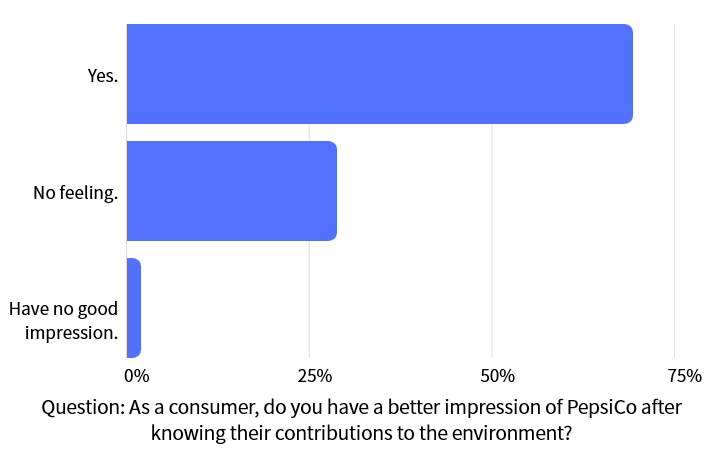 Yes.
No feeling.
Have no good
impression.
0% 25% 50% 75%
Question: As a consumer, do you have a better impression of PepsiCo after
knowing their contributions to the environment?